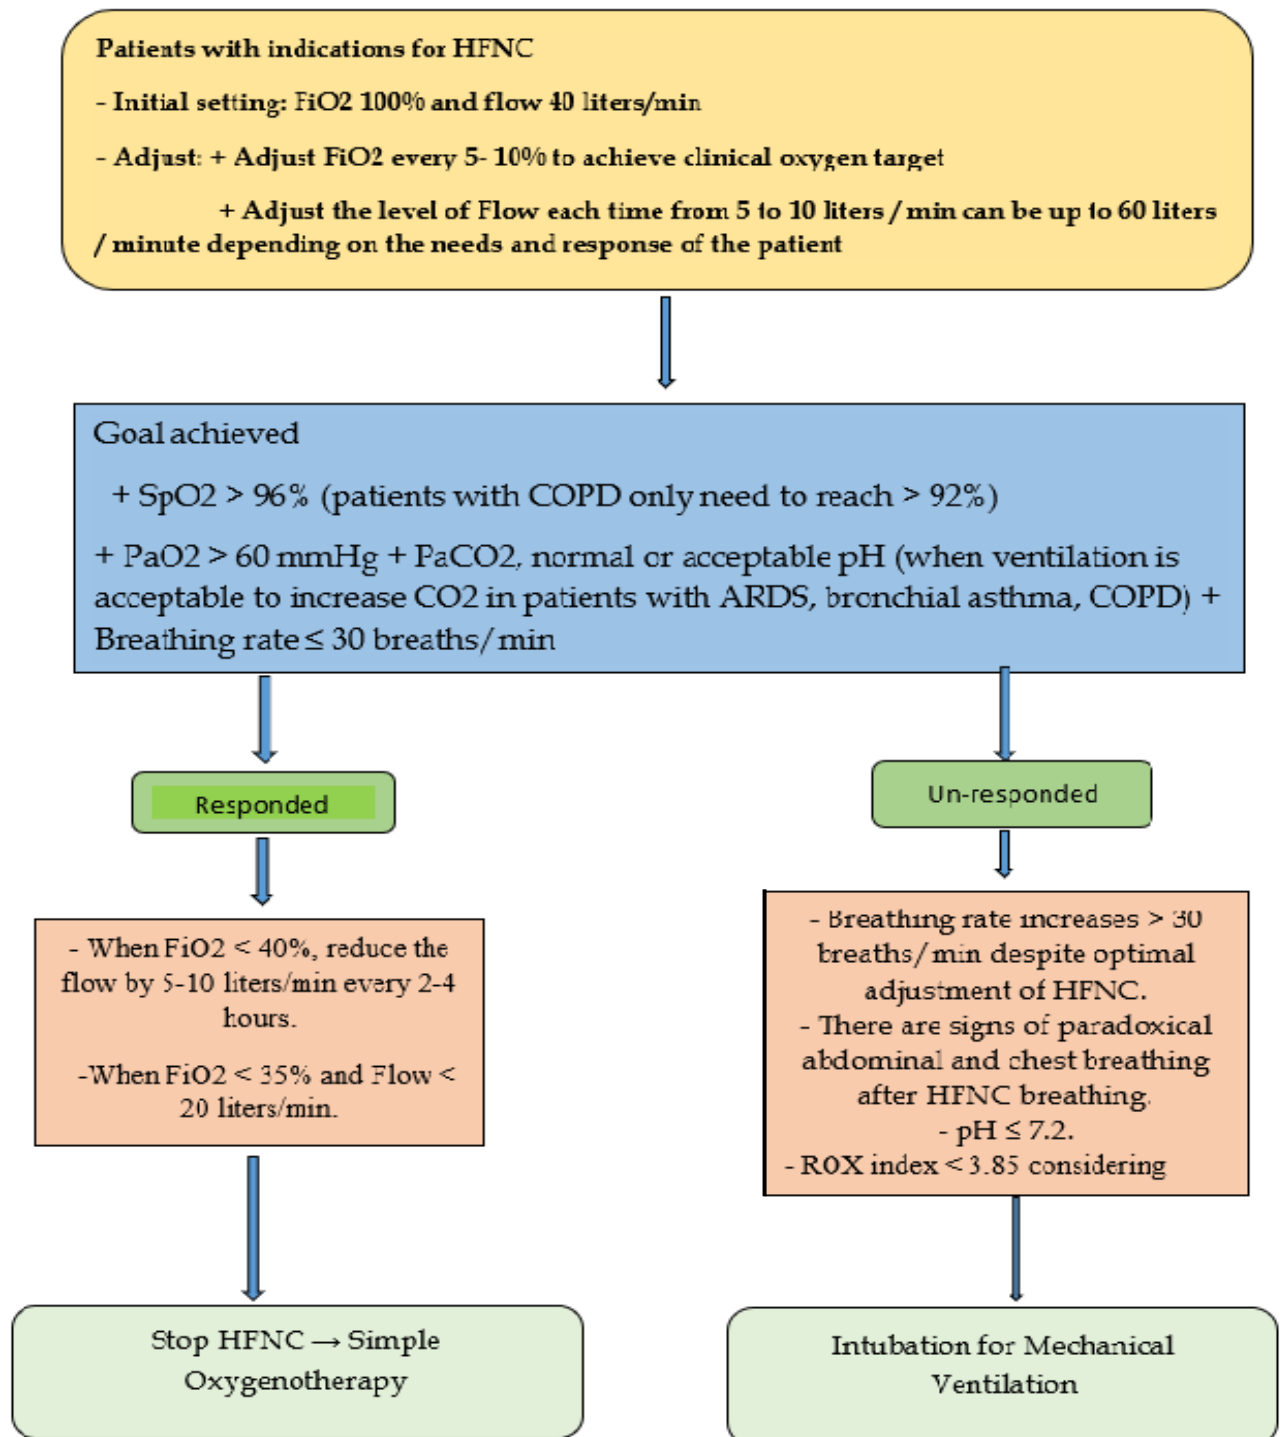 Patients with indications for HFNC
- Initial setting: FiO2 100% and flow 40 liters/min
- Adjust: + Adjust FiO2 every 5- 10% to achieve clinical oxygen target
+ Adjust the level of Flow each time from 5 to 10 liters / min can be up to 60 liters
/ minute depending on the needs and response of the patient
Goal achieved
+ SpO2 > 96% (patients with COPD only need to reach > 92%)
+ PaO2 > 60 mmHg + PaCO2, normal or acceptable pH (when ventilation is
acceptable to increase CO2 in patients with ARDS, bronchial asthma, COPD) +
Breathing rate ≤ 30 breaths/min
Responded
Un-responded
- When FiO2 < 40%, reduce the
flow by 5-10 liters/min every 2-4
hours.
-When FiO2 < 35% and Flow <
20 liters/min.
- Breathing rate increases > 30
breaths/min despite optimal
adjustment of HFNC.
- There are signs of paradoxical
abdominal and chest breathing
after HFNC breathing.
- pH ≤ 7.2.
- ROX index < 3.85 considering
Stop HFNC → Simple
Oxygenotherapy
Intubation for Mechanical
Ventilation